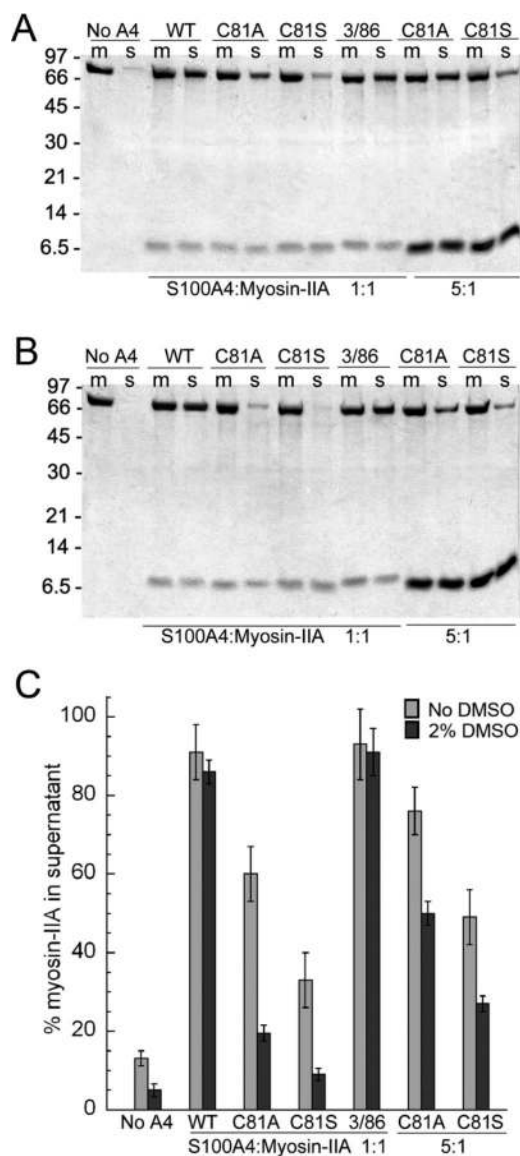 A
No A4 WT C81A C81S 3/86 C81A C81S
m s m s m s m s m s m s m s
97 -
66 -
45 -
30 -
20 -
14 -
6.5 -
S100A4:Myosin-IIA 1:1 5:1
B
No A4 WT C81A C81S 3/86 C81A C81S
m s m s m s m s m s m s m s
97 -
66 -
45 -
30 -
21 -
14 -
6.5 -
S100A4:Myosin-IIA 1:1 5:1
C
No DMSO
2% DMSO
% myosin-IIA in supernatant
100
80
60
40
20
0
No A4 WT C81A C81S 3/86 C81A C81S
S100A4:Myosin-IIA 1:1 5:1